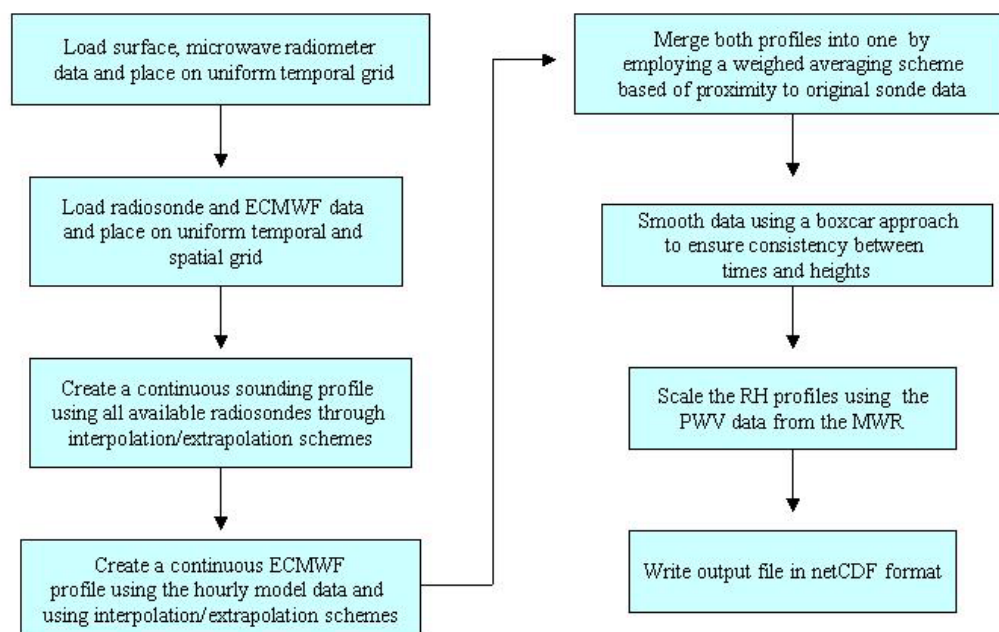 Load surface, microwave radiometer
data and place on uniform temporal grid
Load radiosonde and ECMWF data
and place on uniform temporal and
spatial grid
Create a continuous sounding profile
using all available radiosondes through
interpolation/extrapolation schemes
Create a continuous ECMWF
profile using the hourly model data and
using interpolation/extrapolation schemes
Merge both profiles into one by
employing a weighed averaging scheme
based of proximity to original sonde data
Smooth data using a boxcar approach
to ensure consistency between
times and heights
Scale the RH profiles using the
PWV data from the MWR
Write output file in netCDF format